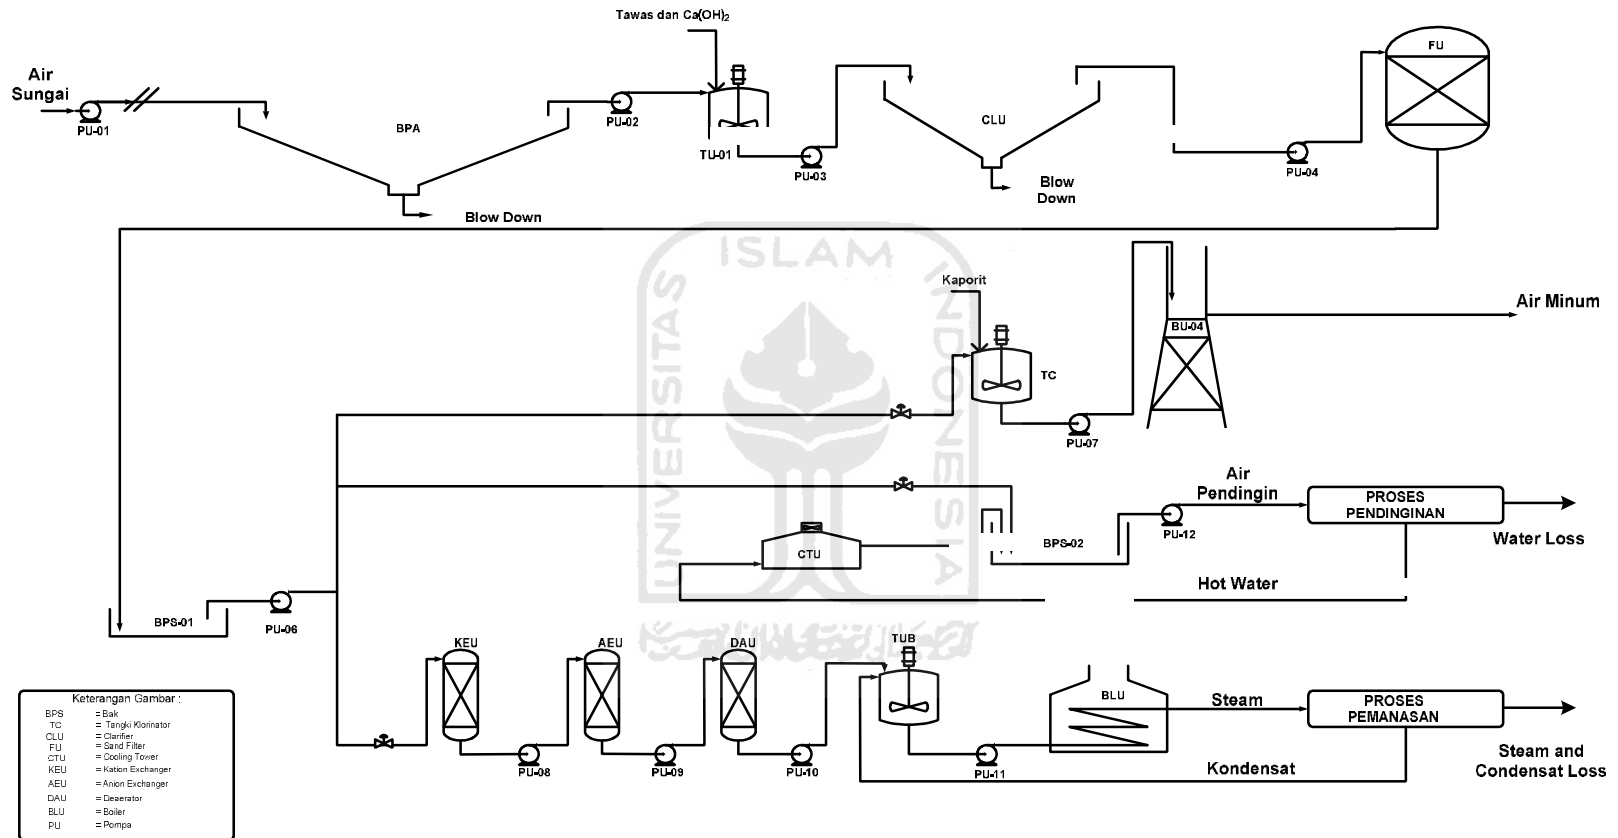 Tawas dan Ca(OH)2
Air
Sungai
PU-01
BPA
Blow Down
PU-02
TU-01
PU-03
CLU
Blow
Down
PU-04
FU
ISLAM
UNIVERSITAS
INDONESIA
Kaporit
TC
PU-07
BU-04
Air Minum
Air
Pendingin
PROSES
PENDINGINAN
Water Loss
CTU
BPS-02
PU-12
Hot Water
BPS-01
PU-06
KEU
AEU
DAU
TUB
BLU
Steam
PROSES
PEMANASAN
PU-08
PU-09
PU-10
PU-11
Kondensat
Steam and
Condensat Loss
Keterangan Gambar :
BPS = Bak
TC = Tangki Klorinator
CLU = Clarifier
FU = Sand Filter
CTU = Cooling Tower
KEU = Kation Exchanger
AEU = Anion Exchanger
DAU = Deaerator
BLU = Boiler
PU = Pompa